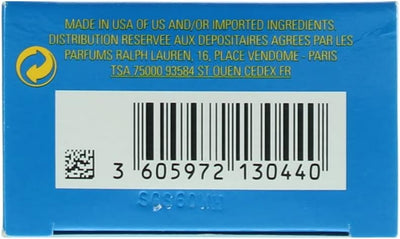 MADE IN USA OF US AND/OR IMPORTED INGREDIENTS
DISTRIBUTION RESERVEE AUX DEPOSITAIRES AGREES PAR LES
PARFUMS RALPH LAUREN, 16, PLACE VENDOME - PARIS
TSA 75000 93584 ST OUEN CEDEX FR
3 605972 130440